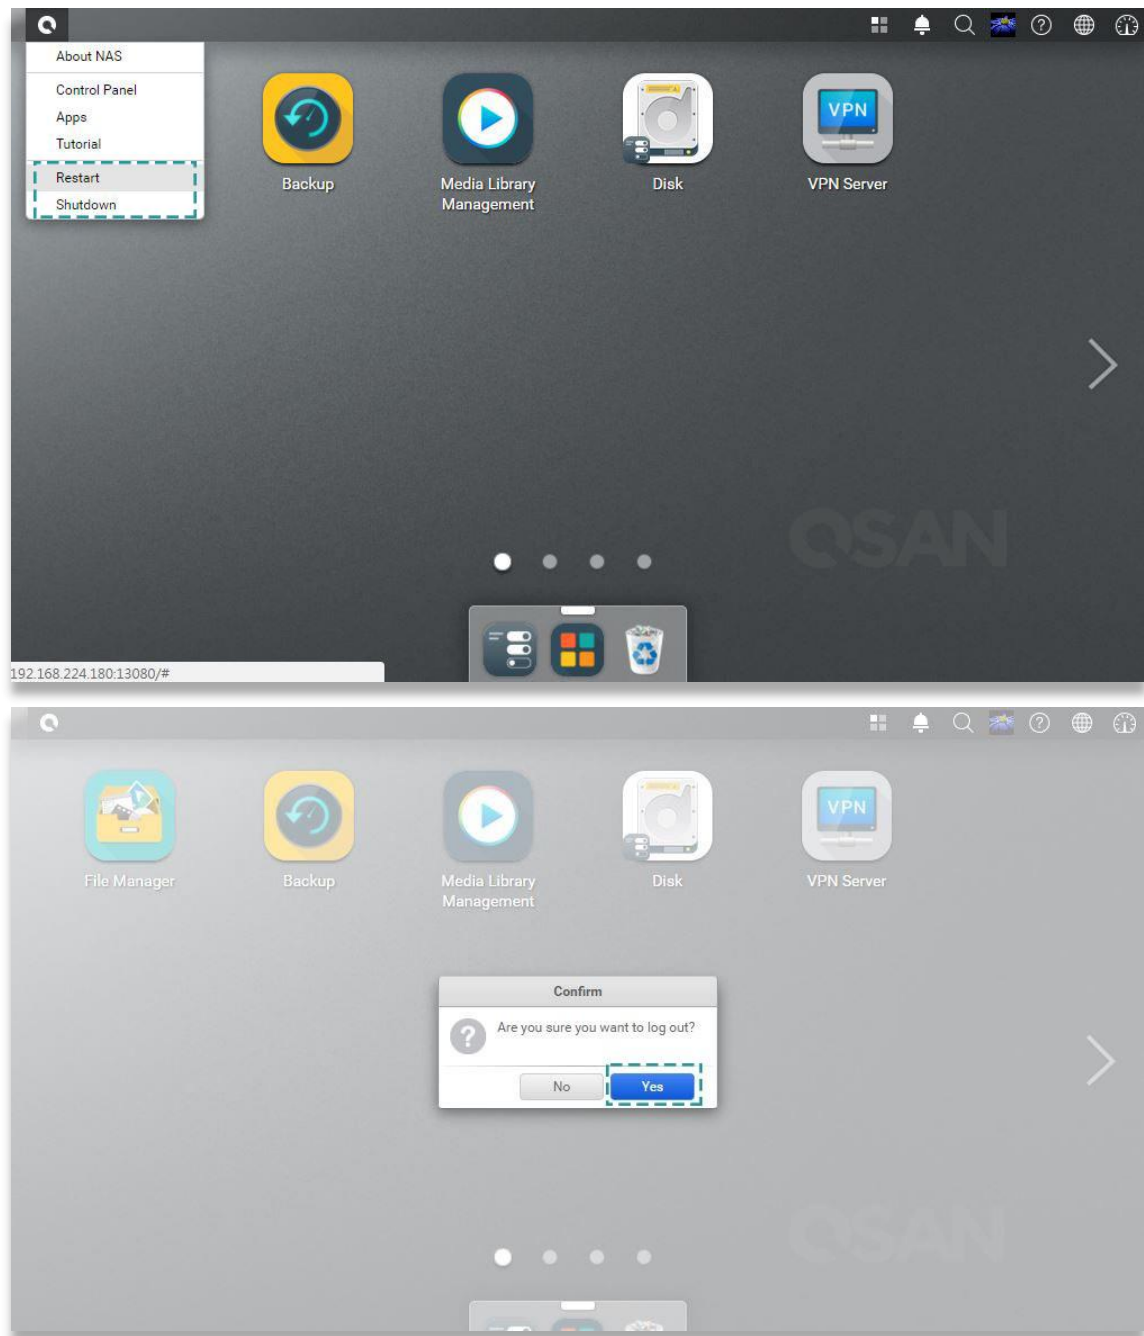 About NAS
Control Panel
Apps
Tutorial
Restart
Shutdown
Backup
Media Library
Management
Disk
VPN
VPN Server
QSAN
192.168.224.180:13080/#
File Manager
Backup
Media Library
Management
Disk
VPN
VPN Server
Confirm
Are you sure you want to log out?
No
Yes
QSAN